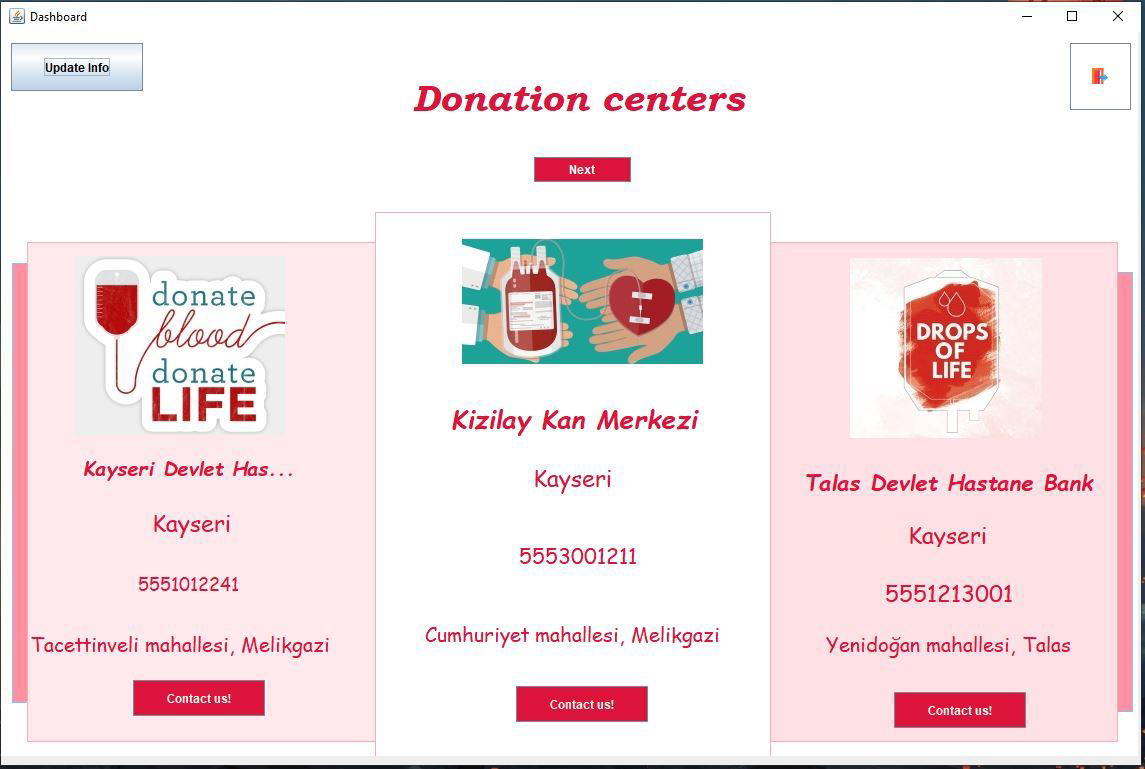 Dashboard
Update Info
Donation centers
Next
donate
blood
donate
LIFE
Kayseri Devlet Has...
Kayseri
5551012241
Tacettinveli mahallesi, Melikgazi
Contact us!
Kizilay Kan Merkezi
Kayseri
5553001211
Cumhuriyet mahallesi, Melikgazi
Contact us!
DROPS
OF
LIFE
Talas Devlet Hastane Bank
Kayseri
5551213001
Yenidoğan mahallesi, Talas
Contact us!